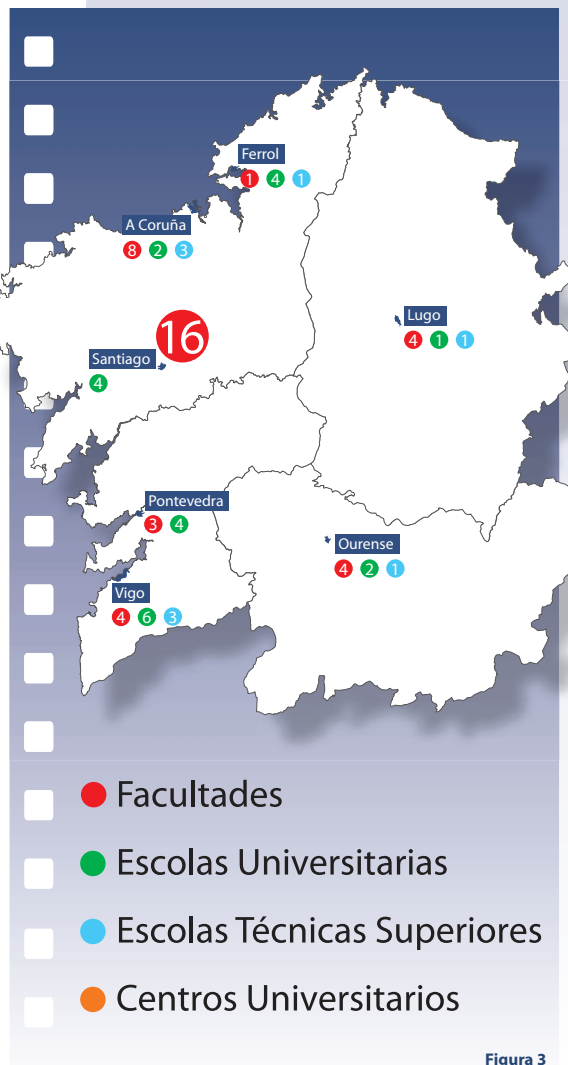 Ferrol
1 4 1
A Coruña
8 2 3
16
Lugo
4 1 1
Santiago
4
Pontevedra
3 4
Ourense
4 2 1
Vigo
4 6 3
Facultades
Escolas Universitarias
Escolas Técnicas Superiores
Centros Universitarios
Figura 3